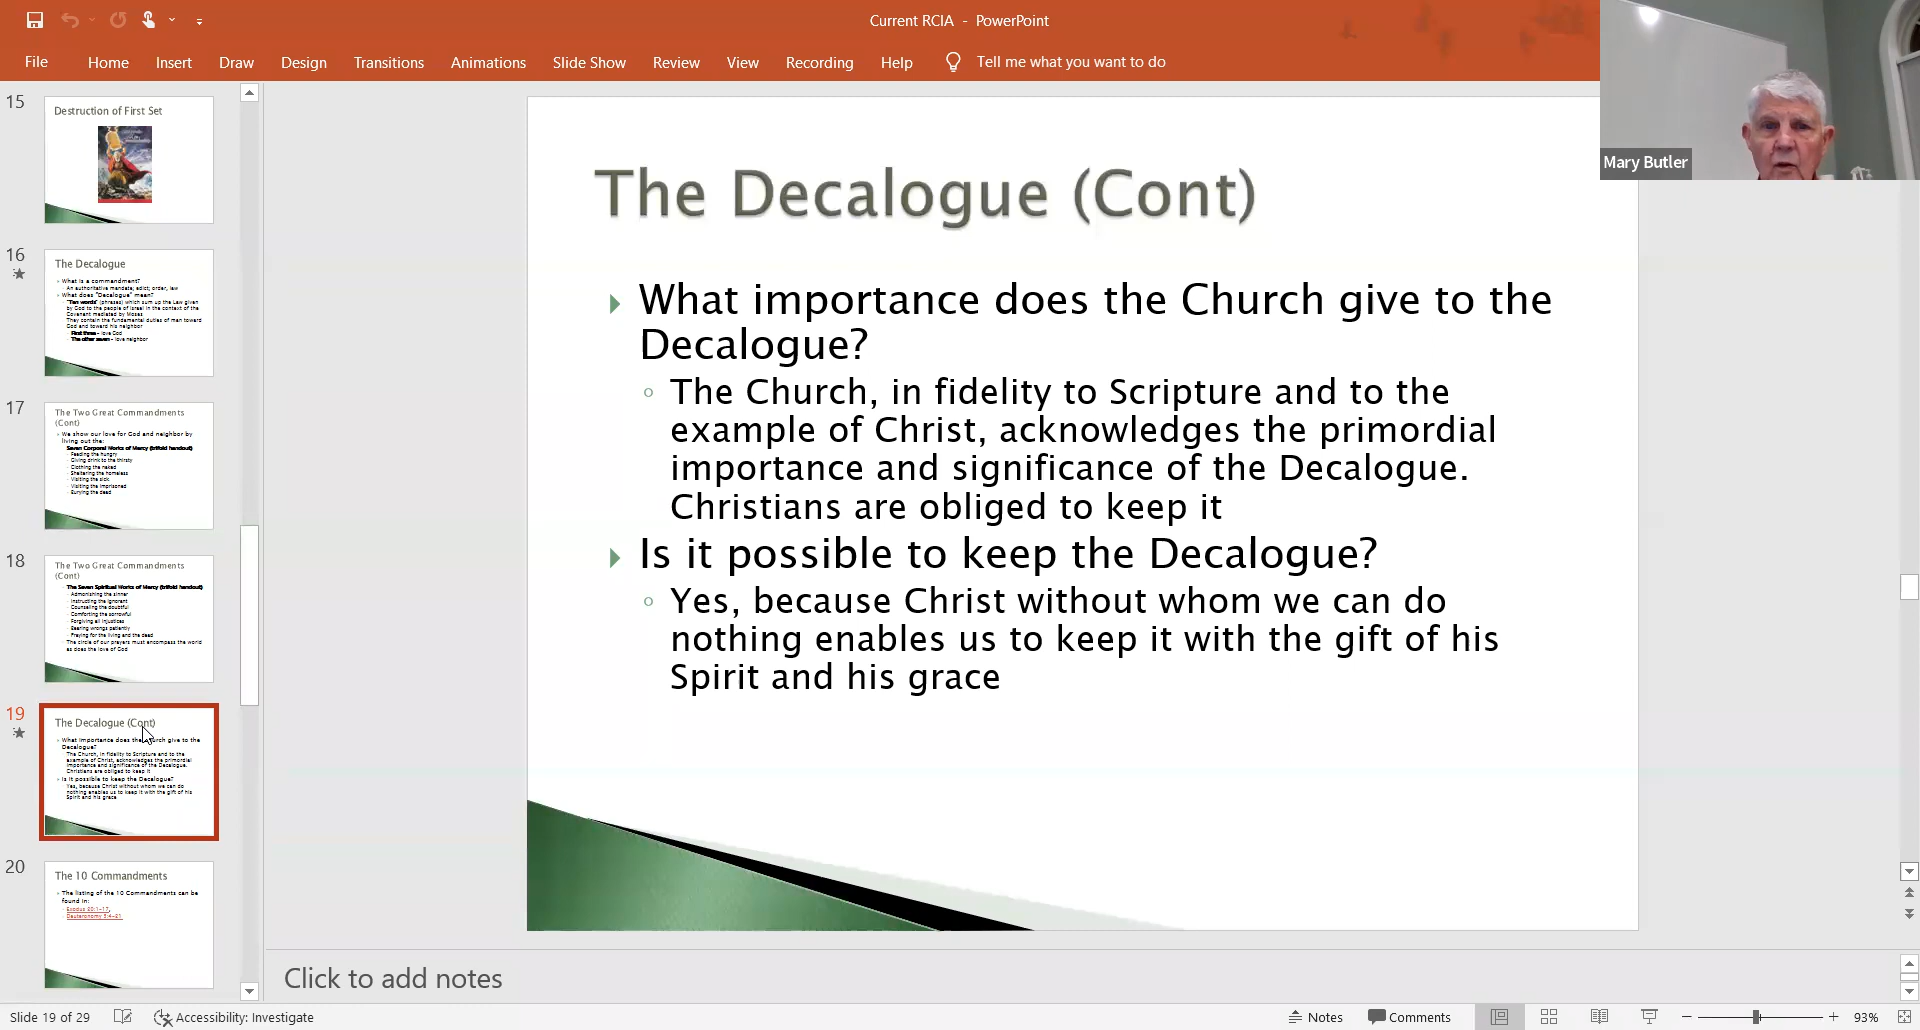 Current RCIA - PowerPoint
File Home Insert Draw Design Transitions Animations Slide Show Review View Recording Help Tell me what you want to do
Mary Butler
15
Destruction of First Set
16
The Decalogue
What is a commandment?
An authoritative mandate; edict; order, law
What does "Decalogue" mean?
"Ten words" (phrases) which sum up the Law given
by God to the people of Israel in the context of the
Covenant mediated by Moses
They contain the fundamental duties of man toward
God and toward his neighbor
First three – love God
The other seven – love neighbor
17
The Two Great Commandments
(Cont)
We show our love for God and neighbor by
living out the:
Seven Corporal Works of Mercy (trifold handout)
Feeding the hungry
Giving drink to the thirsty
Clothing the naked
Sheltering the homeless
Visiting the sick
Visiting the imprisoned
Burying the dead
18
The Two Great Commandments
(Cont)
The Seven Spiritual Works of Mercy (trifold handout)
Admonishing the sinner
Instructing the ignorant
Counseling the doubtful
Comforting the sorrowful
Forgiving all injustices
Bearing wrongs patiently
Praying for the living and the dead
The circle of our prayers must encompass the world
as does the love of God
19
The Decalogue (Cont)
What importance does the Church give to the
Decalogue?
The Church, in fidelity to Scripture and to the
example of Christ, acknowledges the primordial
importance and significance of the Decalogue.
Christians are obliged to keep it
Is it possible to keep the Decalogue?
Yes, because Christ without whom we can do
nothing enables us to keep it with the gift of his
Spirit and his grace
20
The 10 Commandments
The listing of the 10 Commandments can be
found in:
Exodus 20:1-17,
Deuteronomy 5:4-21
The Decalogue (Cont)
What importance does the Church give to the
Decalogue?
The Church, in fidelity to Scripture and to the
example of Christ, acknowledges the primordial
importance and significance of the Decalogue.
Christians are obliged to keep it
Is it possible to keep the Decalogue?
Yes, because Christ without whom we can do
nothing enables us to keep it with the gift of his
Spirit and his grace
Click to add notes
Slide 19 of 29 Accessibility: Investigate Notes Comments 93%